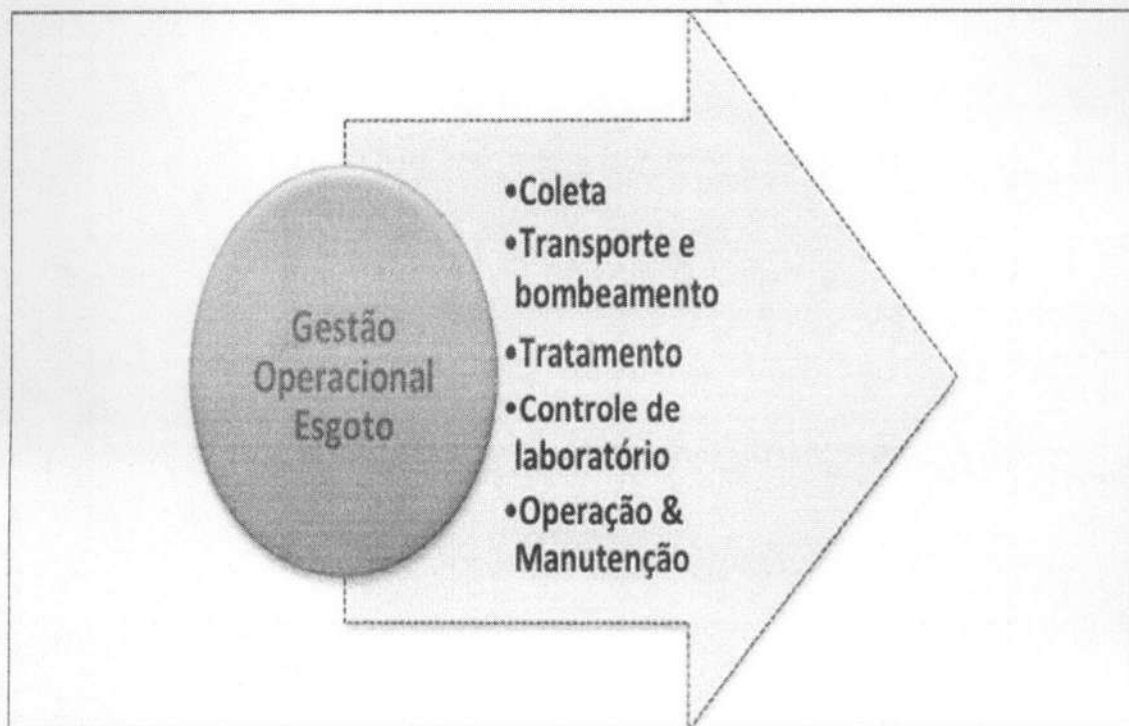 Gestão
Operacional
Esgoto
•Coleta
•Transporte e
bombeamento
•Tratamento
•Controle de
laboratório
•Operação &
Manutenção